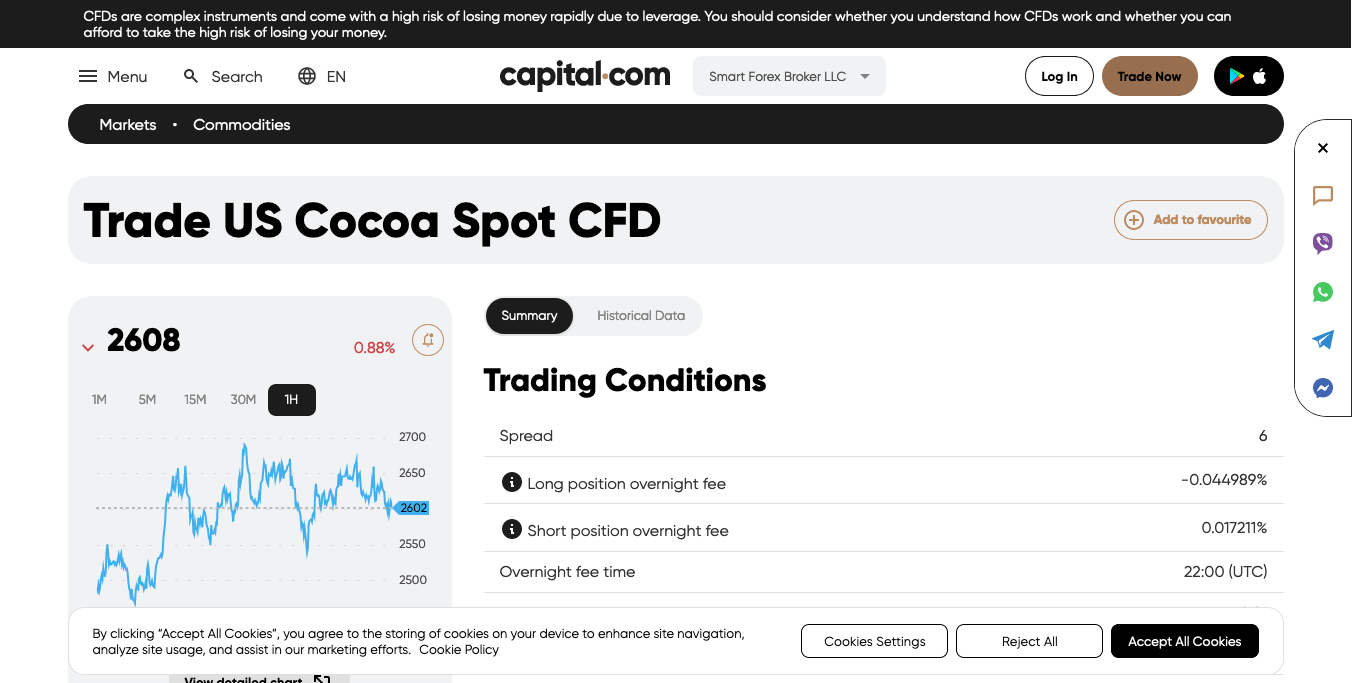 CFDs are complex instruments and come with a high risk of losing money rapidly due to leverage. You should consider whether you understand how CFDs work and whether you can
afford to take the high risk of losing your money.
Menu Search EN capital.com Smart Forex Broker LLC Log In Trade Now
Markets • Commodities
Trade US Cocoa Spot CFD
Add to favourite
2608
0.88%
1M 5M 15M 30M 1H
2700
2650
2602
2550
2500
Summary Historical Data
Trading Conditions
Spread 6
Long position overnight fee -0.044989%
Short position overnight fee 0.017211%
Overnight fee time 22:00 (UTC)
By clicking “Accept All Cookies”, you agree to the storing of cookies on your device to enhance site navigation,
analyze site usage, and assist in our marketing efforts. Cookie Policy
Cookies Settings Reject All Accept All Cookies
View detailed chart